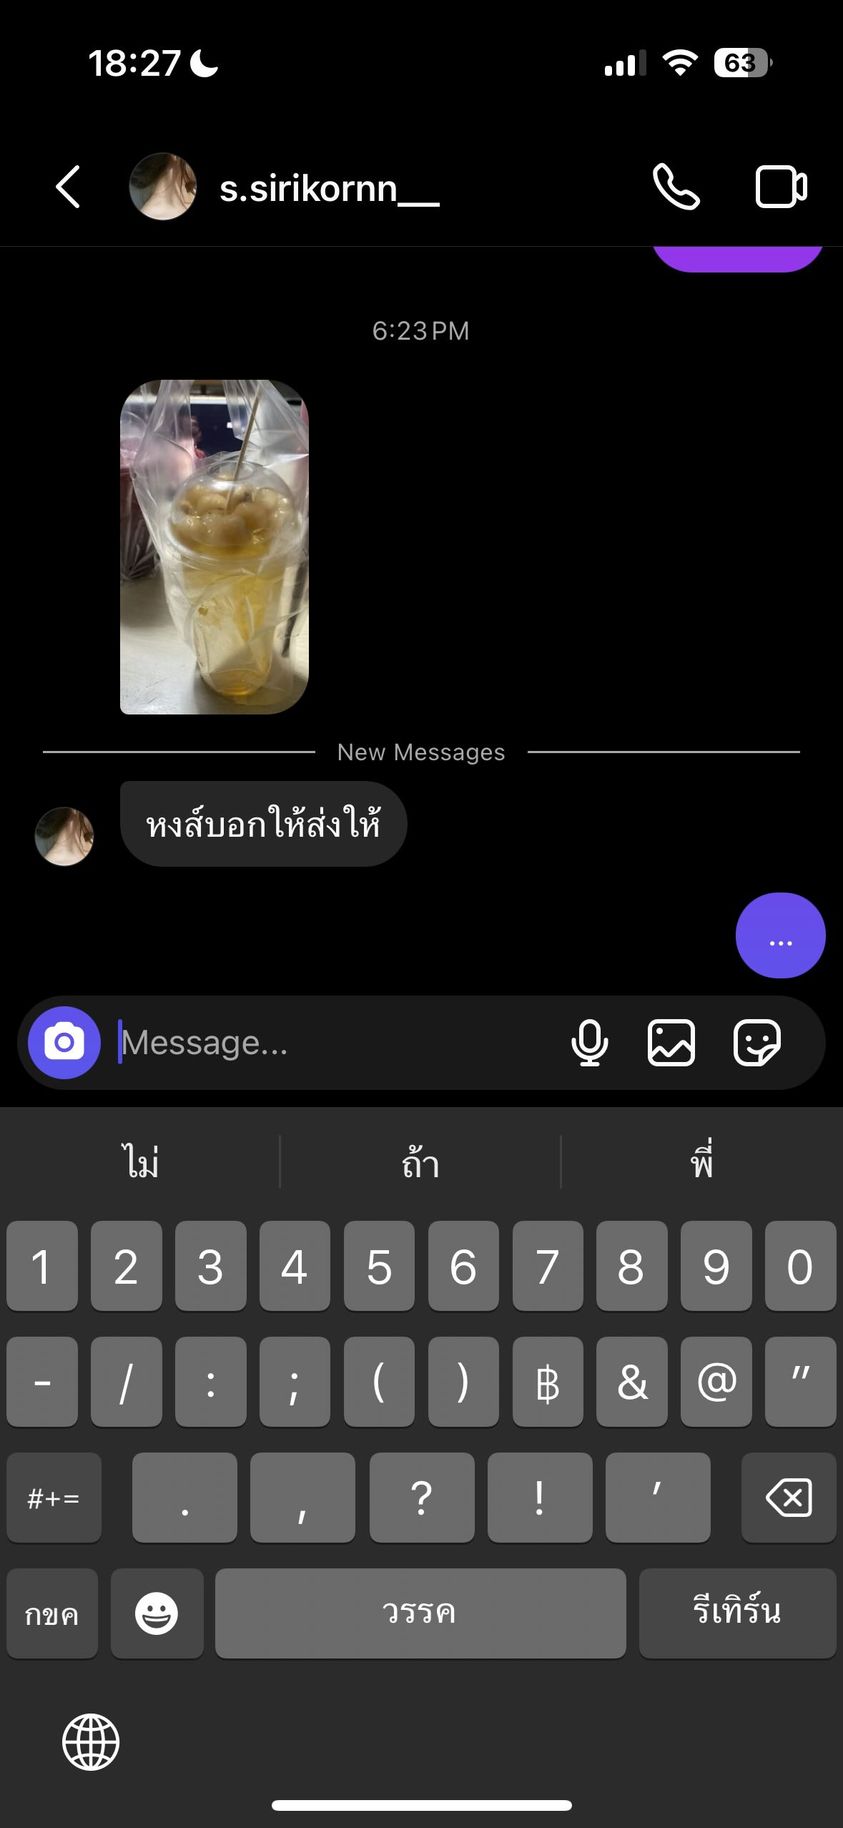 18:27
63
s.sirikornn__
6:23 PM
New Messages
หงส์บอกให้ส่งให้
...
Message...
ไม่ ถ้า พี่
1 2 3 4 5 6 7 8 9 0
- / : ; ( ) ฿ & @ "
#+= . , ? ! '
กขค วรรค รีเทิร์น